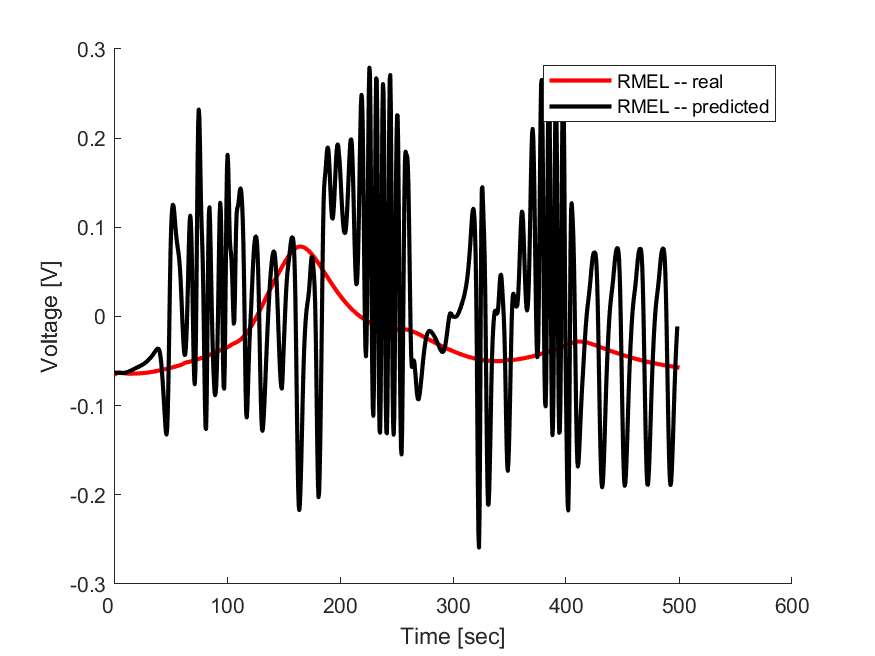 0.3
0.2
0.1
0
-0.1
-0.2
-0.3
Voltage [V]
RMEL -- real
RMEL -- predicted
0 100 200 300 400 500 600
Time [sec]